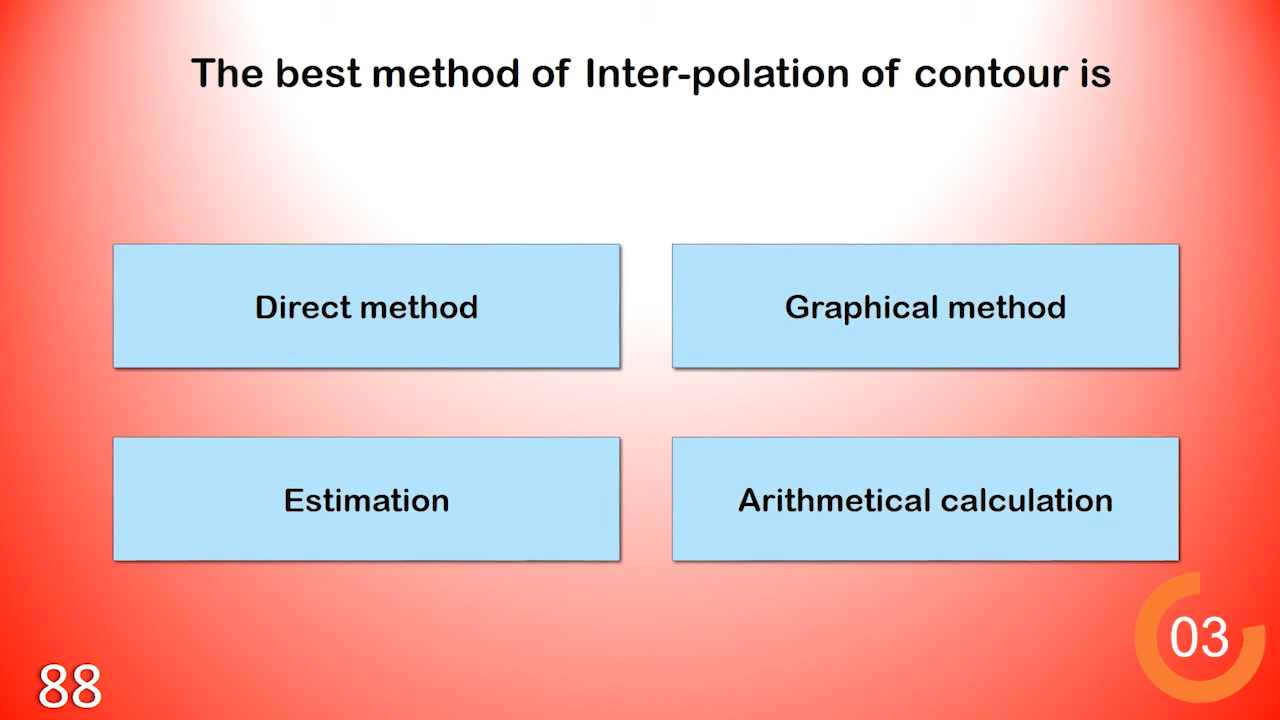 The best method of Inter-polation of contour is
Direct method
Graphical method
Estimation
Arithmetical calculation
03
88